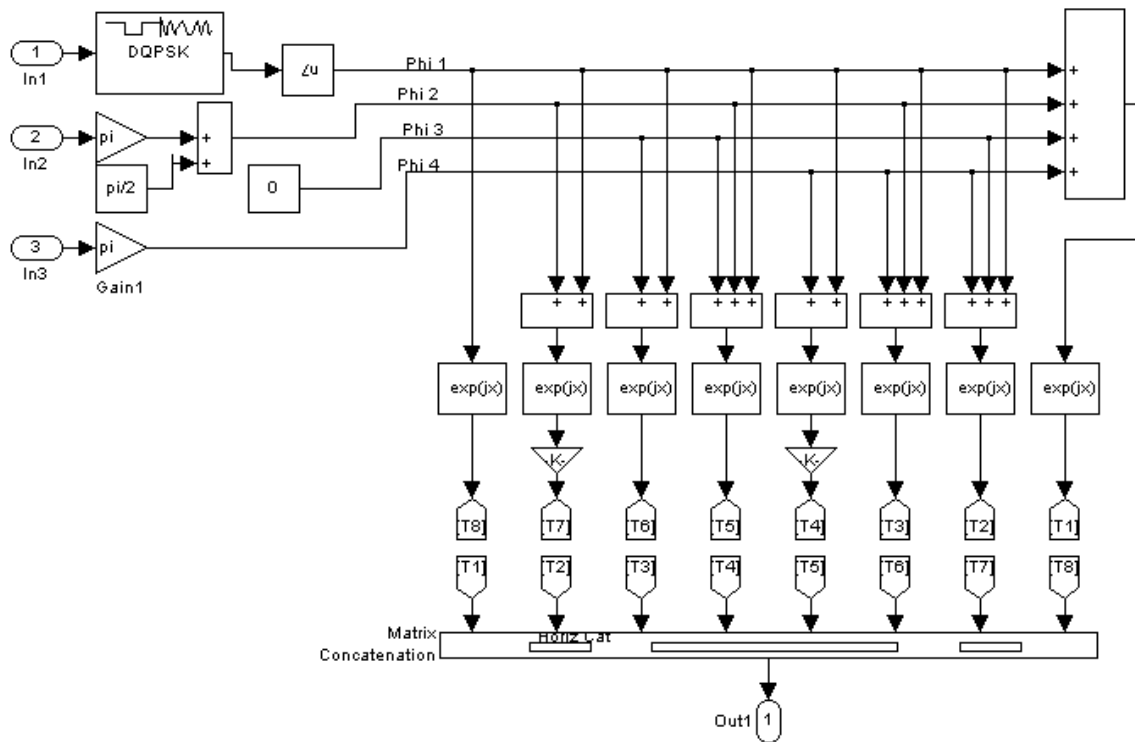 1
In1
DQPSK
∠u
Phi 1
+
2
In2
pi
+
+
Phi 2
+
pi/2
0
Phi 3
+
Phi 4
+
3
In3
pi
Gain1
+ +
+ +
+ + +
+ +
+ + +
+ + +
exp(jx) exp(jx) exp(jx) exp(jx) exp(jx) exp(jx) exp(jx) exp(jx)
-K- -K-
[T8] [T7] [T6] [T5] [T4] [T3] [T2] [T1]
[T1] [T2] [T3] [T4] [T5] [T6] [T7] [T8]
Matrix
Concatenation
Horiz Cat
Out1
1